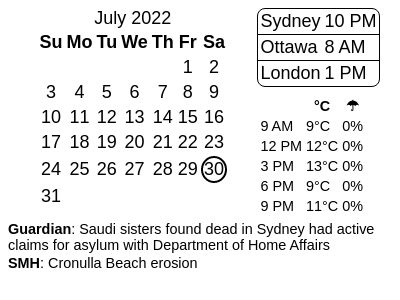 July 2022
Su Mo Tu We Th Fr Sa
1 2
3 4 5 6 7 8 9
10 11 12 13 14 15 16
17 18 19 20 21 22 23
24 25 26 27 28 29 30
31
Sydney 10 PM
Ottawa 8 AM
London 1 PM
°C ☂
9 AM 9°C 0%
12 PM 12°C 0%
3 PM 13°C 0%
6 PM 9°C 0%
9 PM 11°C 0%
Guardian: Saudi sisters found dead in Sydney had active
claims for asylum with Department of Home Affairs
SMH: Cronulla Beach erosion